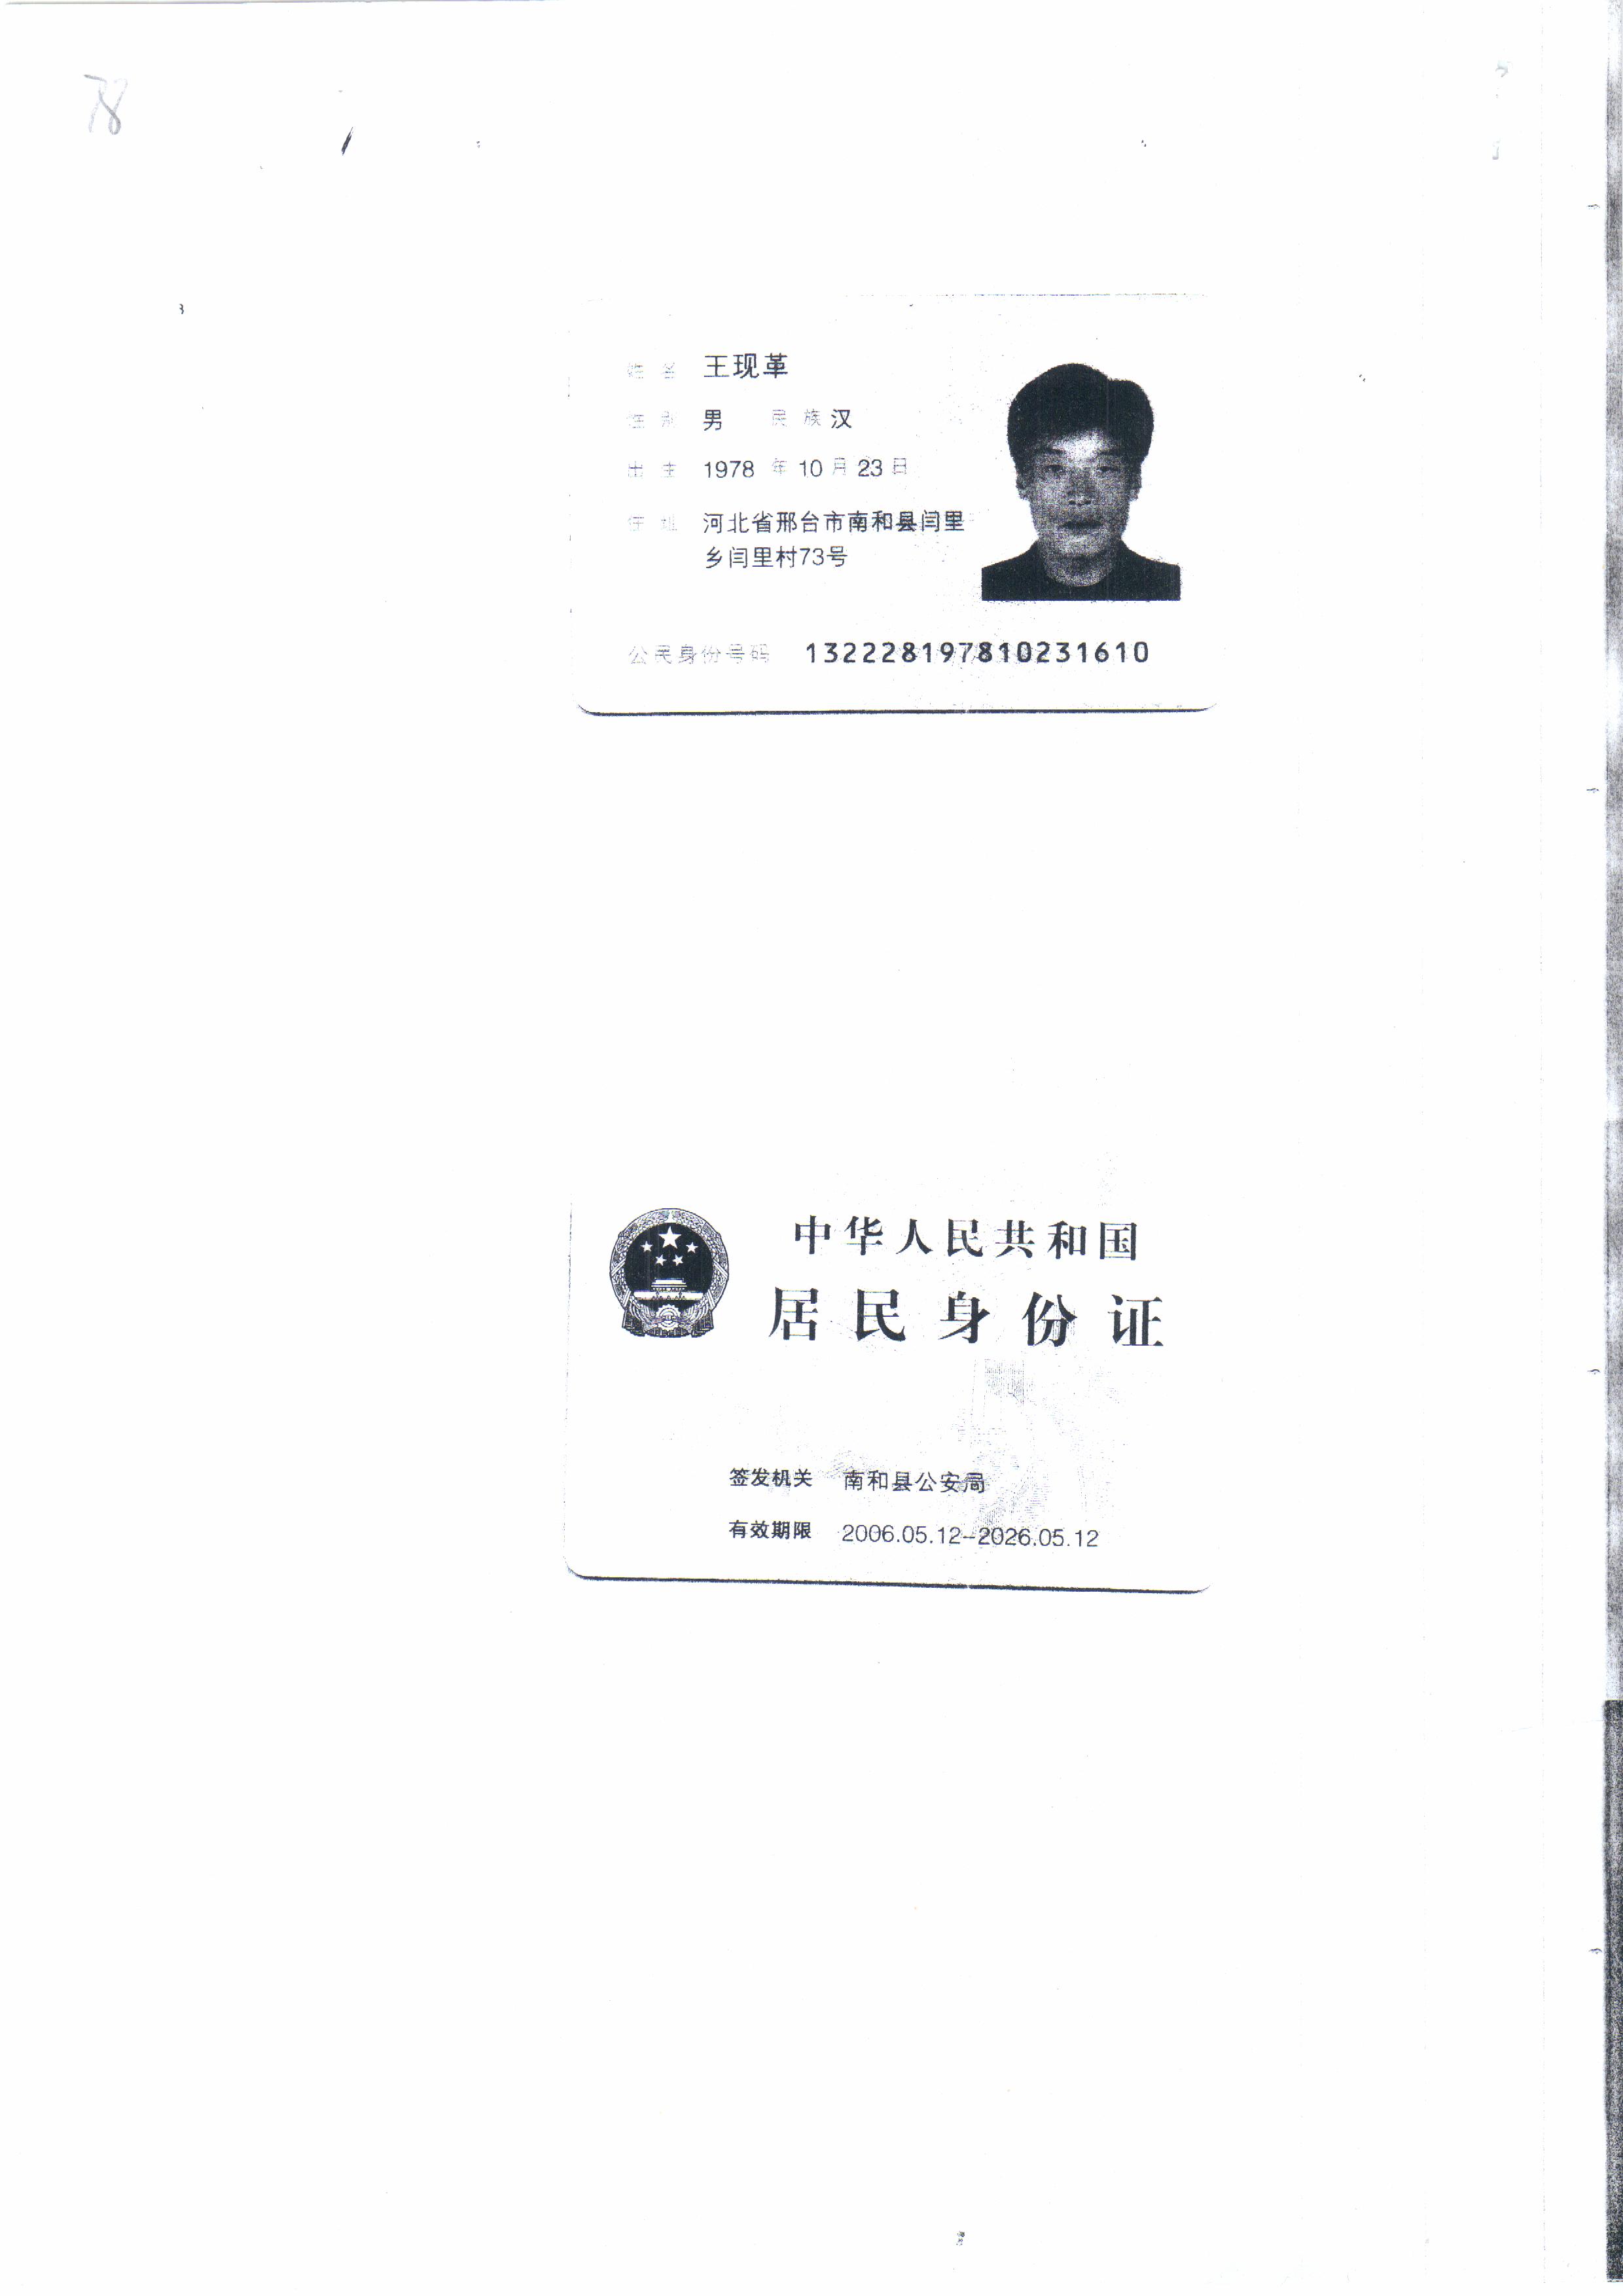 78
姓名 王现革
性别 男 民族 汉
出生 1978 年 10 月 23 日
住址 河北省邢台市南和县闫里
乡闫里村73号
公民身份号码 132228197810231610
中华人民共和国
居民身份证
签发机关 南和县公安局
有效期限 2006.05.12-2026.05.12